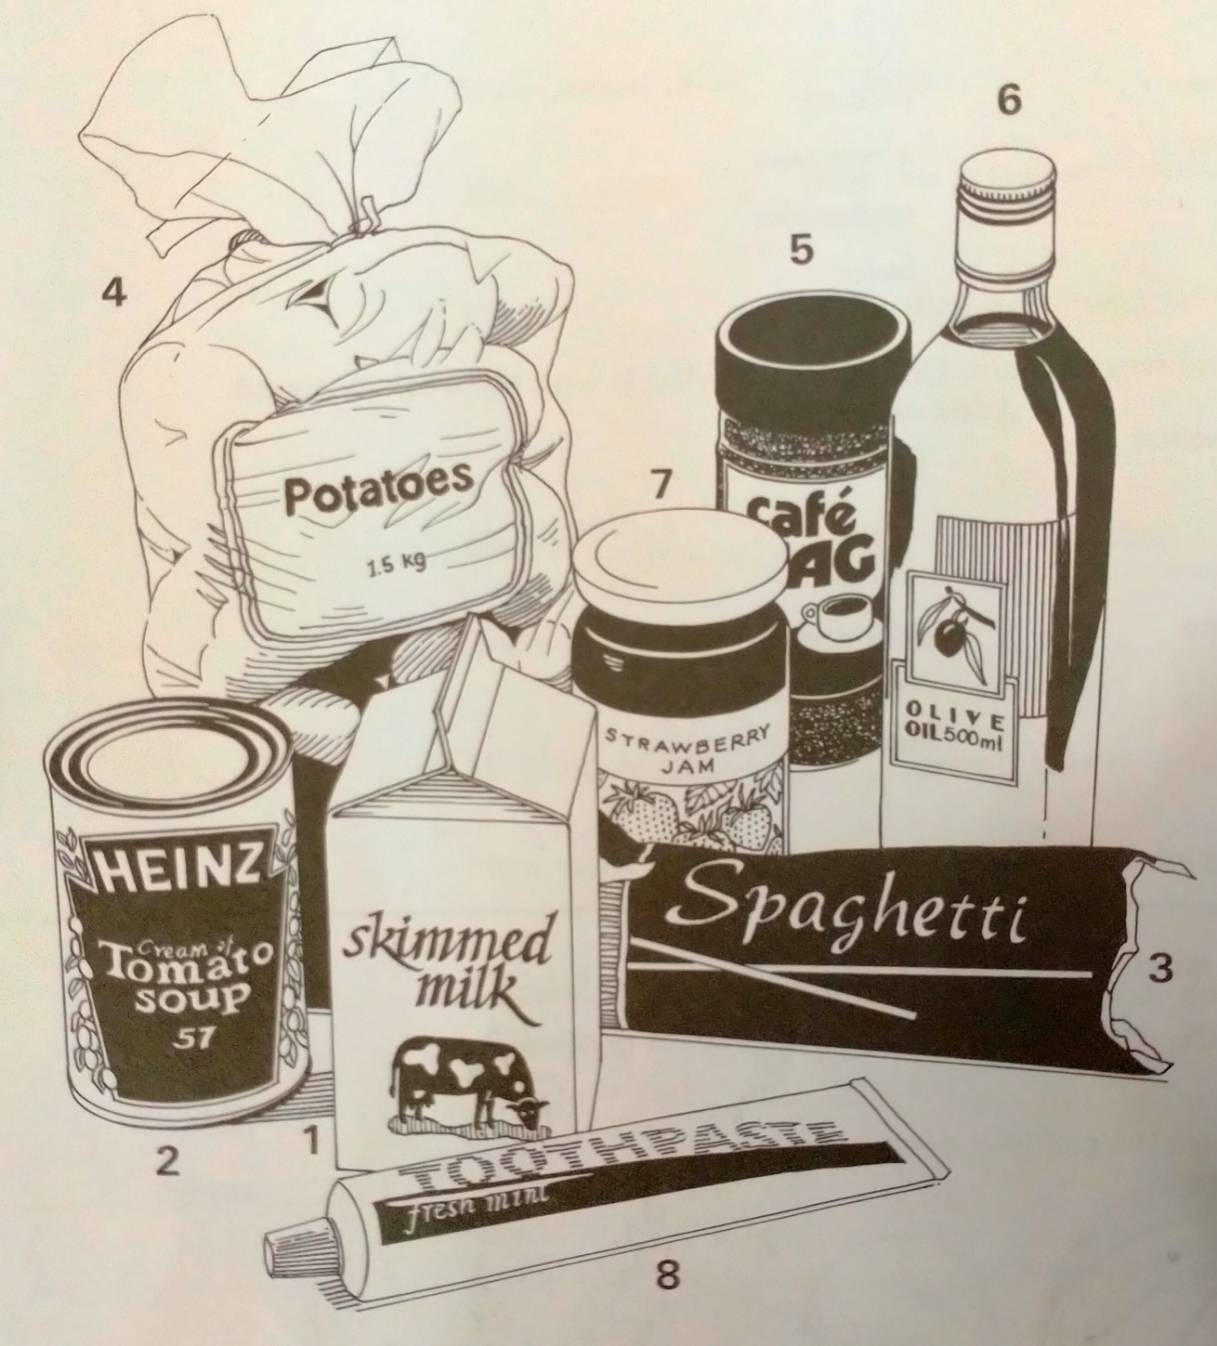 6
5
4
Potatoes
1.5 kg
7
café
AG
STRAWBERRY
JAM
OLIVE
OIL 500ml
HEINZ
Cream of
Tomato
soup
57
skimmed
milk
Spaghetti
3
1
2
TOOTHPASTE
fresh mint
8